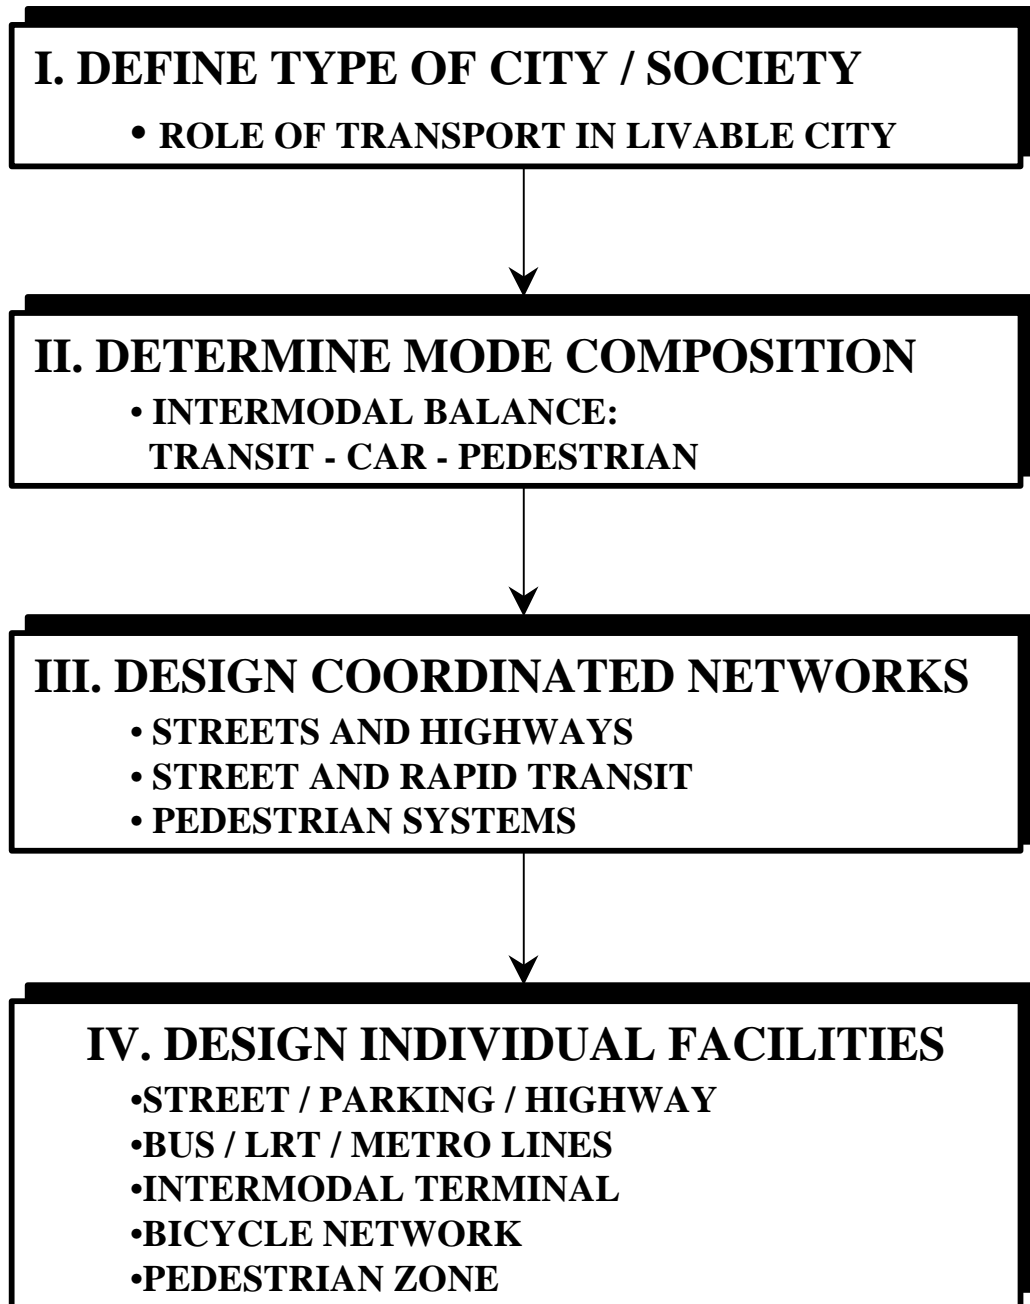 I. DEFINE TYPE OF CITY / SOCIETY
• ROLE OF TRANSPORT IN LIVABLE CITY
II. DETERMINE MODE COMPOSITION
• INTERMODAL BALANCE:
TRANSIT - CAR - PEDESTRIAN
III. DESIGN COORDINATED NETWORKS
• STREETS AND HIGHWAYS
• STREET AND RAPID TRANSIT
• PEDESTRIAN SYSTEMS
IV. DESIGN INDIVIDUAL FACILITIES
•STREET / PARKING / HIGHWAY
•BUS / LRT / METRO LINES
•INTERMODAL TERMINAL
•BICYCLE NETWORK
•PEDESTRIAN ZONE